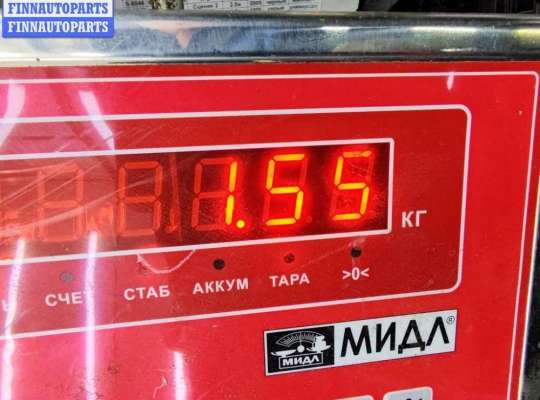 FINNAUTOPARTS
FINNAUTOPARTS
1.55
КГ
СЧЕТ СТАБ АККУМ ТАРА >0<
МИДЛ МИДЛ®